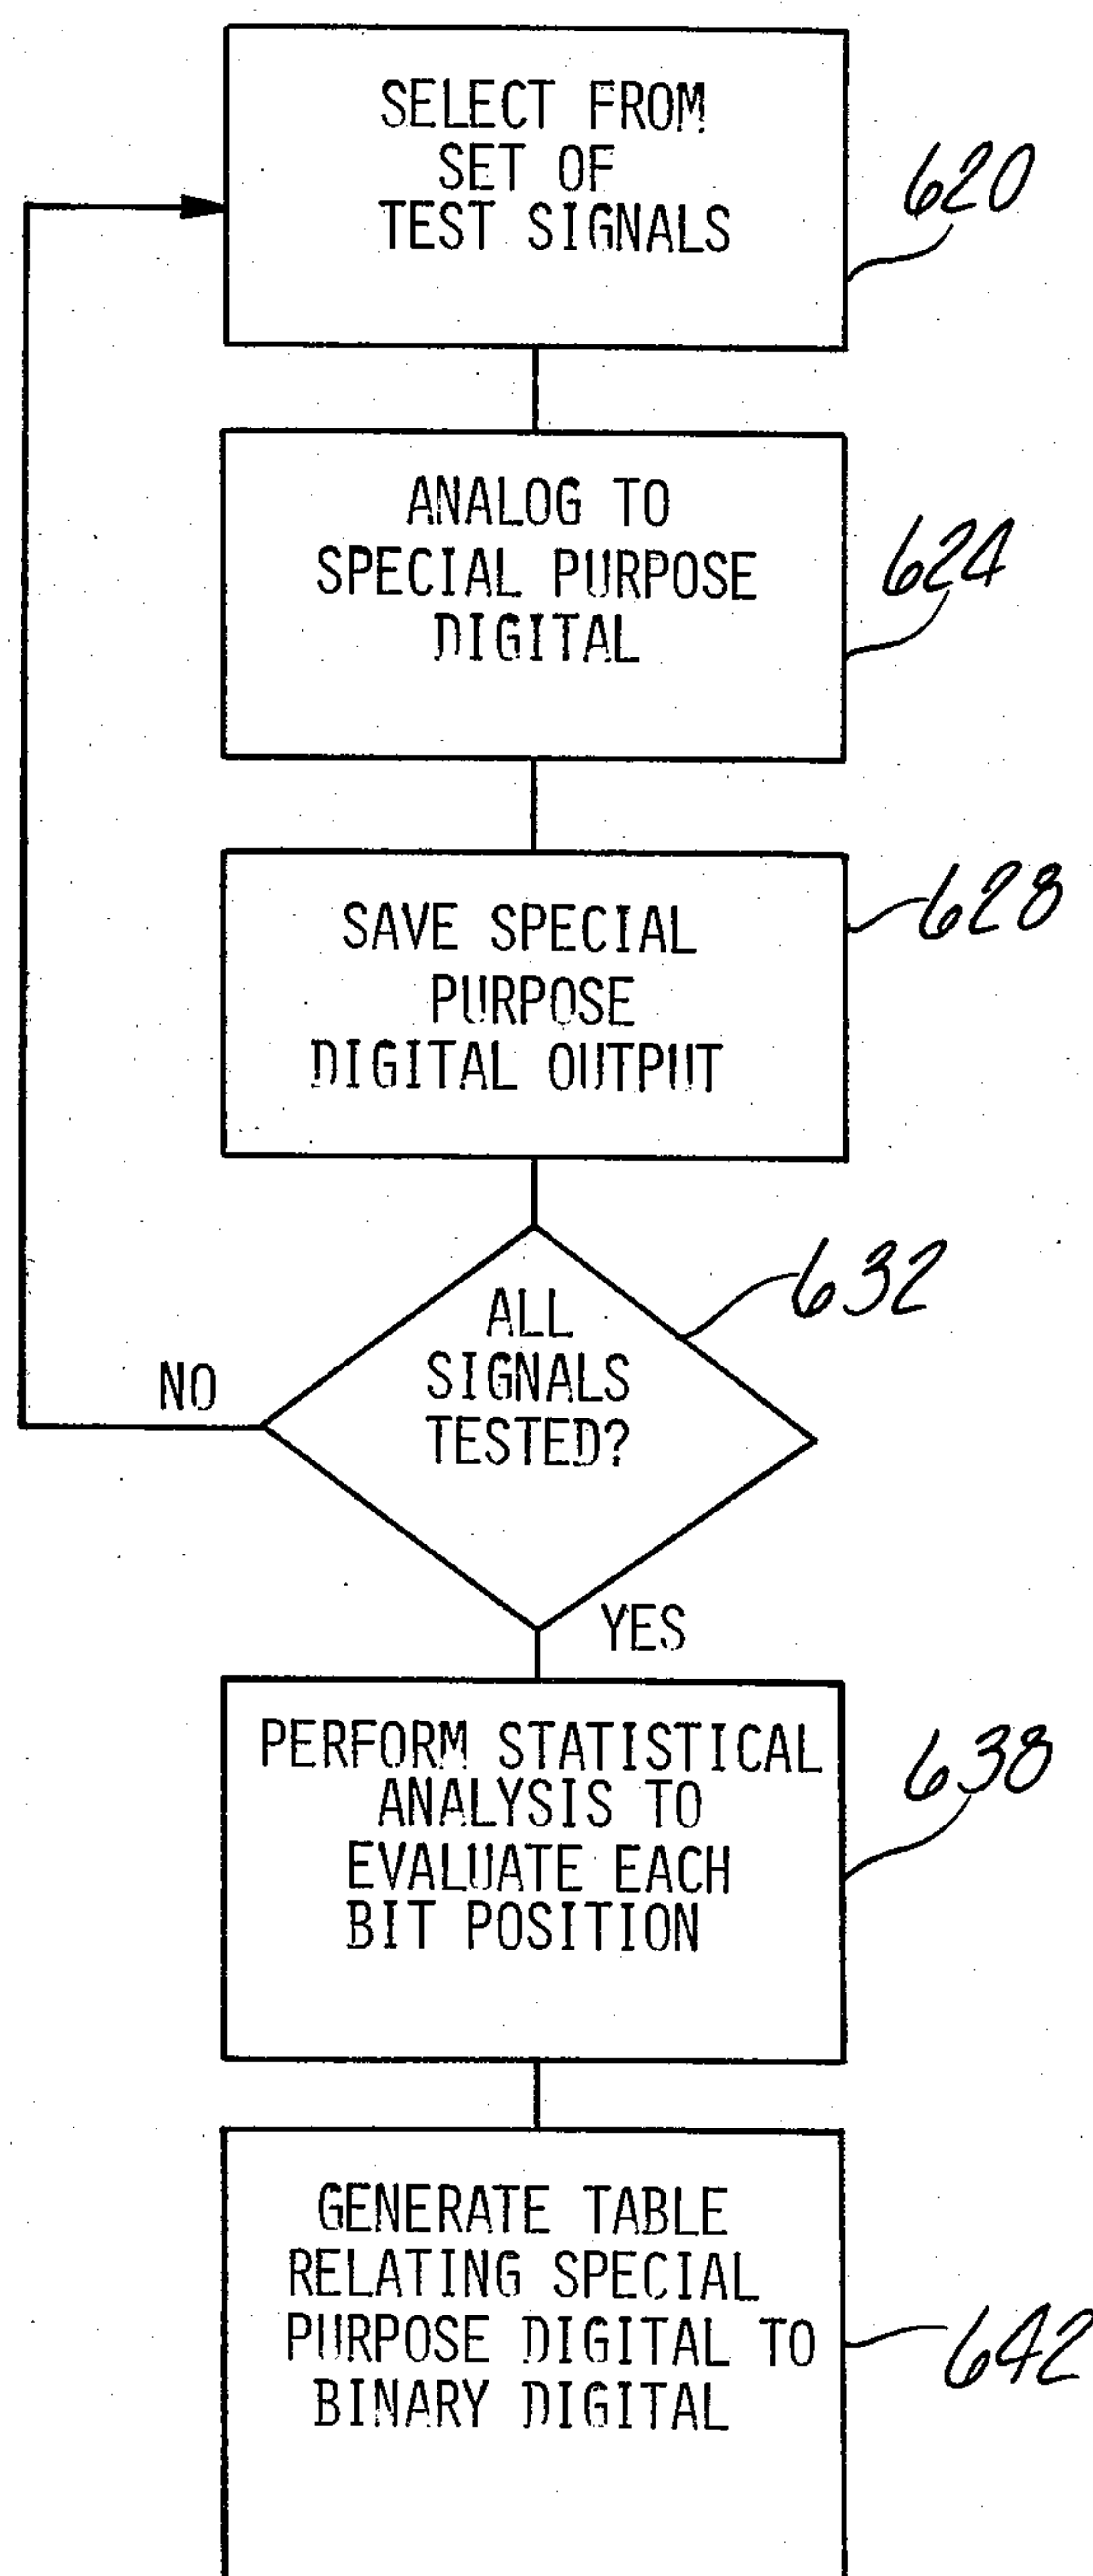 SELECT FROM
SET OF
TEST SIGNALS
620
ANALOG TO
SPECIAL PURPOSE
DIGITAL
624
SAVE SPECIAL
PURPOSE
DIGITAL OUTPUT
628
ALL
SIGNALS
TESTED?
632
NO
YES
PERFORM STATISTICAL
ANALYSIS TO
EVALUATE EACH
BIT POSITION
638
GENERATE TABLE
RELATING SPECIAL
PURPOSE DIGITAL TO
BINARY DIGITAL
642